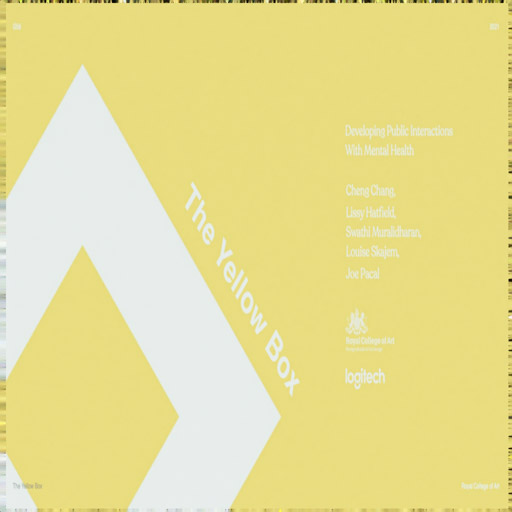 The Yellow Box
Developing Public Interactions
With Mental Health
Cheng Chang,
Lissy Hatfield,
Swathi Muralidharan,
Louise Skajem,
Joe Pacal
Royal College of Art
logitech
The Yellow Box
Royal College of Art